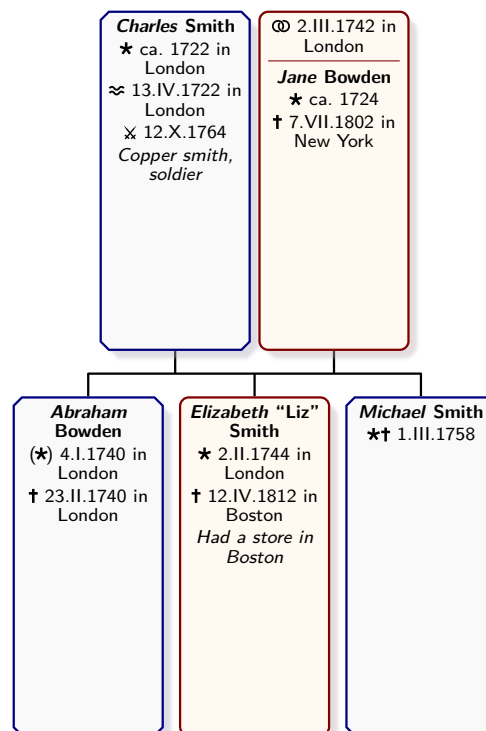 Charles Smith
★ ca. 1722 in
London
≈ 13.IV.1722 in
London
⚔ 12.X.1764
Copper smith,
soldier
⚭ 2.III.1742 in
London
Jane Bowden
★ ca. 1724
† 7.VII.1802 in
New York
Abraham
Bowden
(★) 4.I.1740 in
London
† 23.II.1740 in
London
Elizabeth “Liz”
Smith
★ 2.II.1744 in
London
† 12.IV.1812 in
Boston
Had a store in
Boston
Michael Smith
★† 1.III.1758